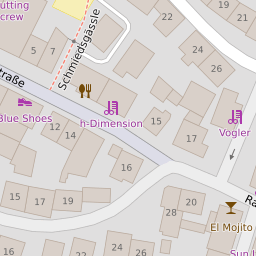 utting
crew
Schmiedsgässle
22
24
26
5
7
21
straße
Blue Shoes
h-Dimension
15
12
14
17
Vogler
16
15
17
19
20
Ra
28
El Mojito
24
26
Sun